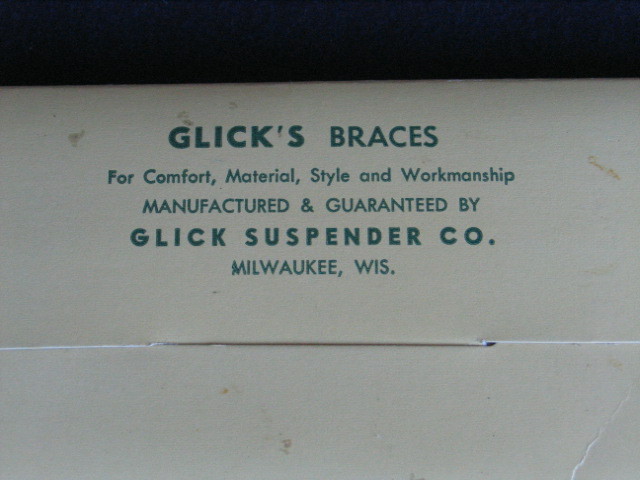 GLICK'S BRACES
For Comfort, Material, Style and Workmanship
MANUFACTURED & GUARANTEED BY
GLICK SUSPENDER CO.
MILWAUKEE, WIS.